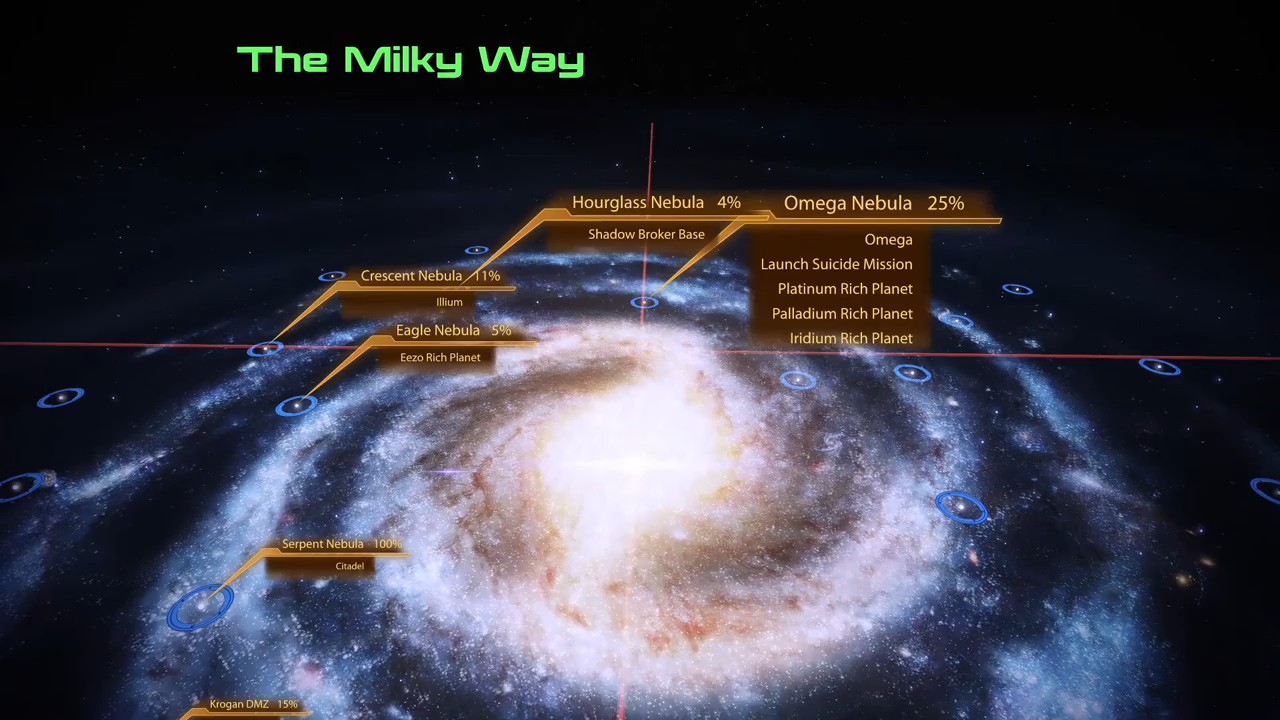 The Milky Way
Hourglass Nebula 4%
Shadow Broker Base
Omega Nebula 25%
Omega
Launch Suicide Mission
Platinum Rich Planet
Palladium Rich Planet
Iridium Rich Planet
Crescent Nebula 11%
Illium
Eagle Nebula 5%
Eezo Rich Planet
Serpent Nebula 100%
Citadel
Krogan DMZ 15%